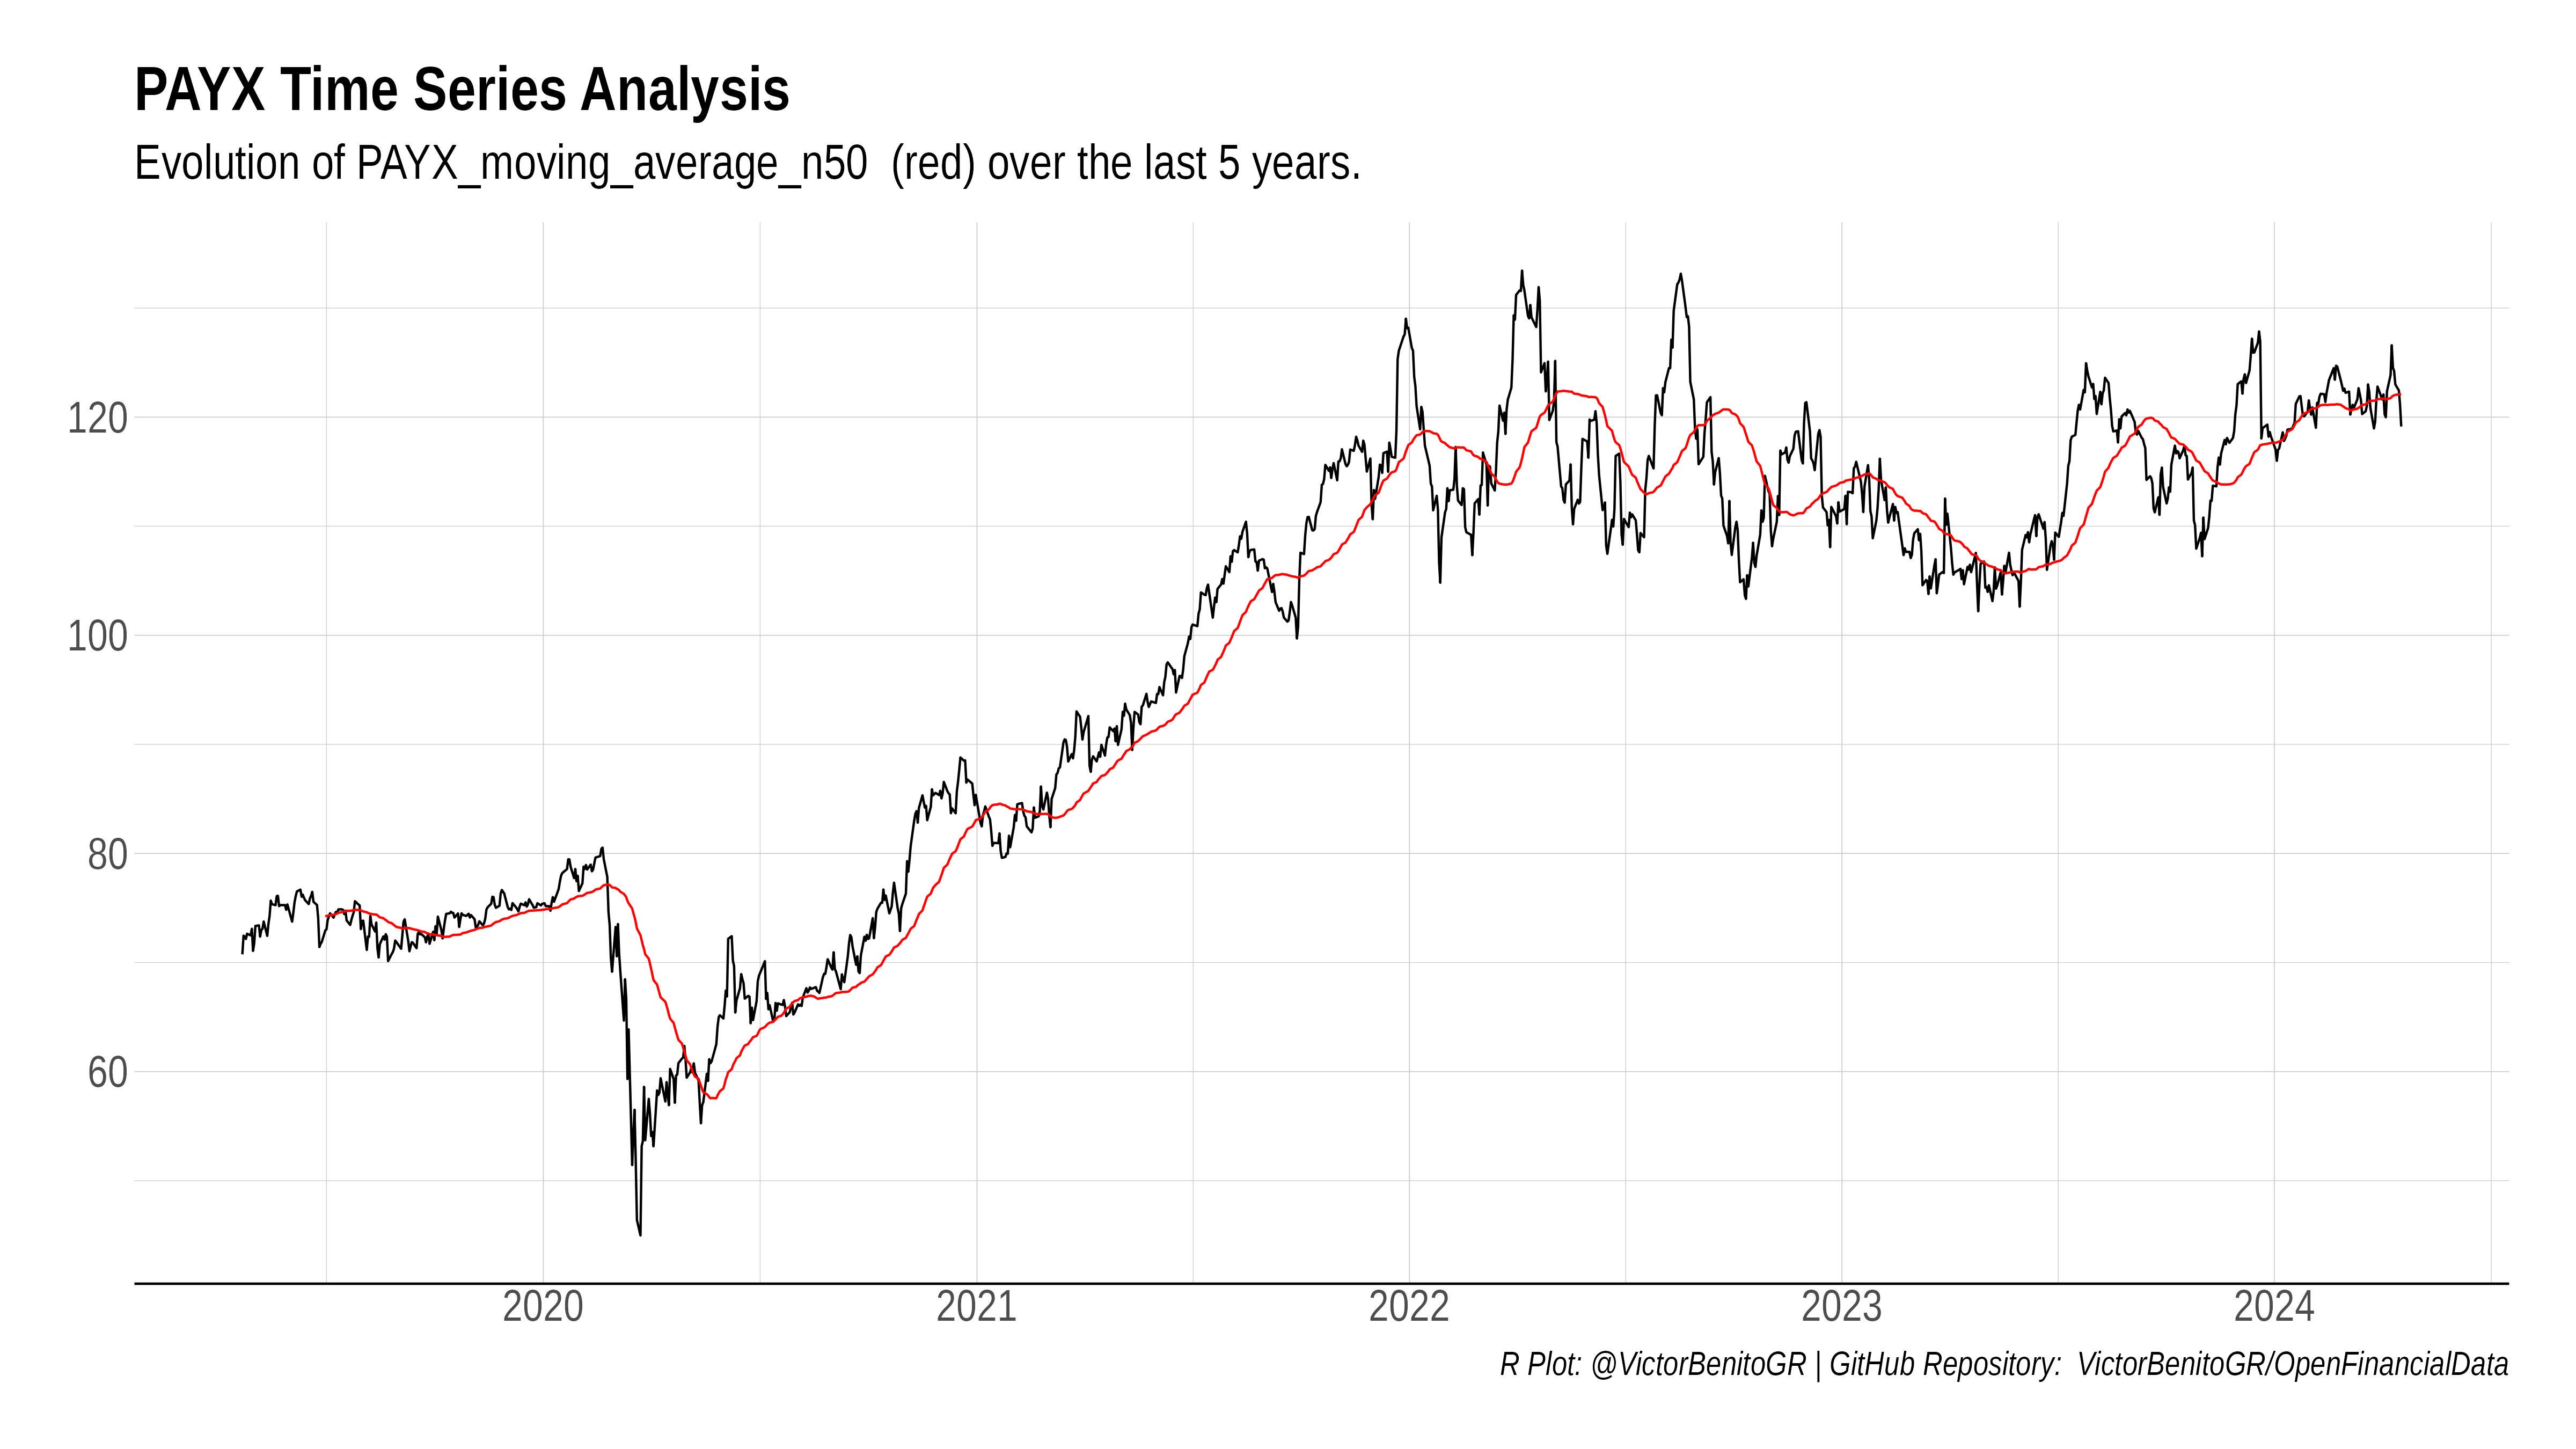 PAYX Time Series Analysis
Evolution of PAYX_moving_average_n50  (red) over the last 5 years.
120
100
80
60
2020 2021 2022 2023 2024
R Plot: @VictorBenitoGR | GitHub Repository:  VictorBenitoGR/OpenFinancialData